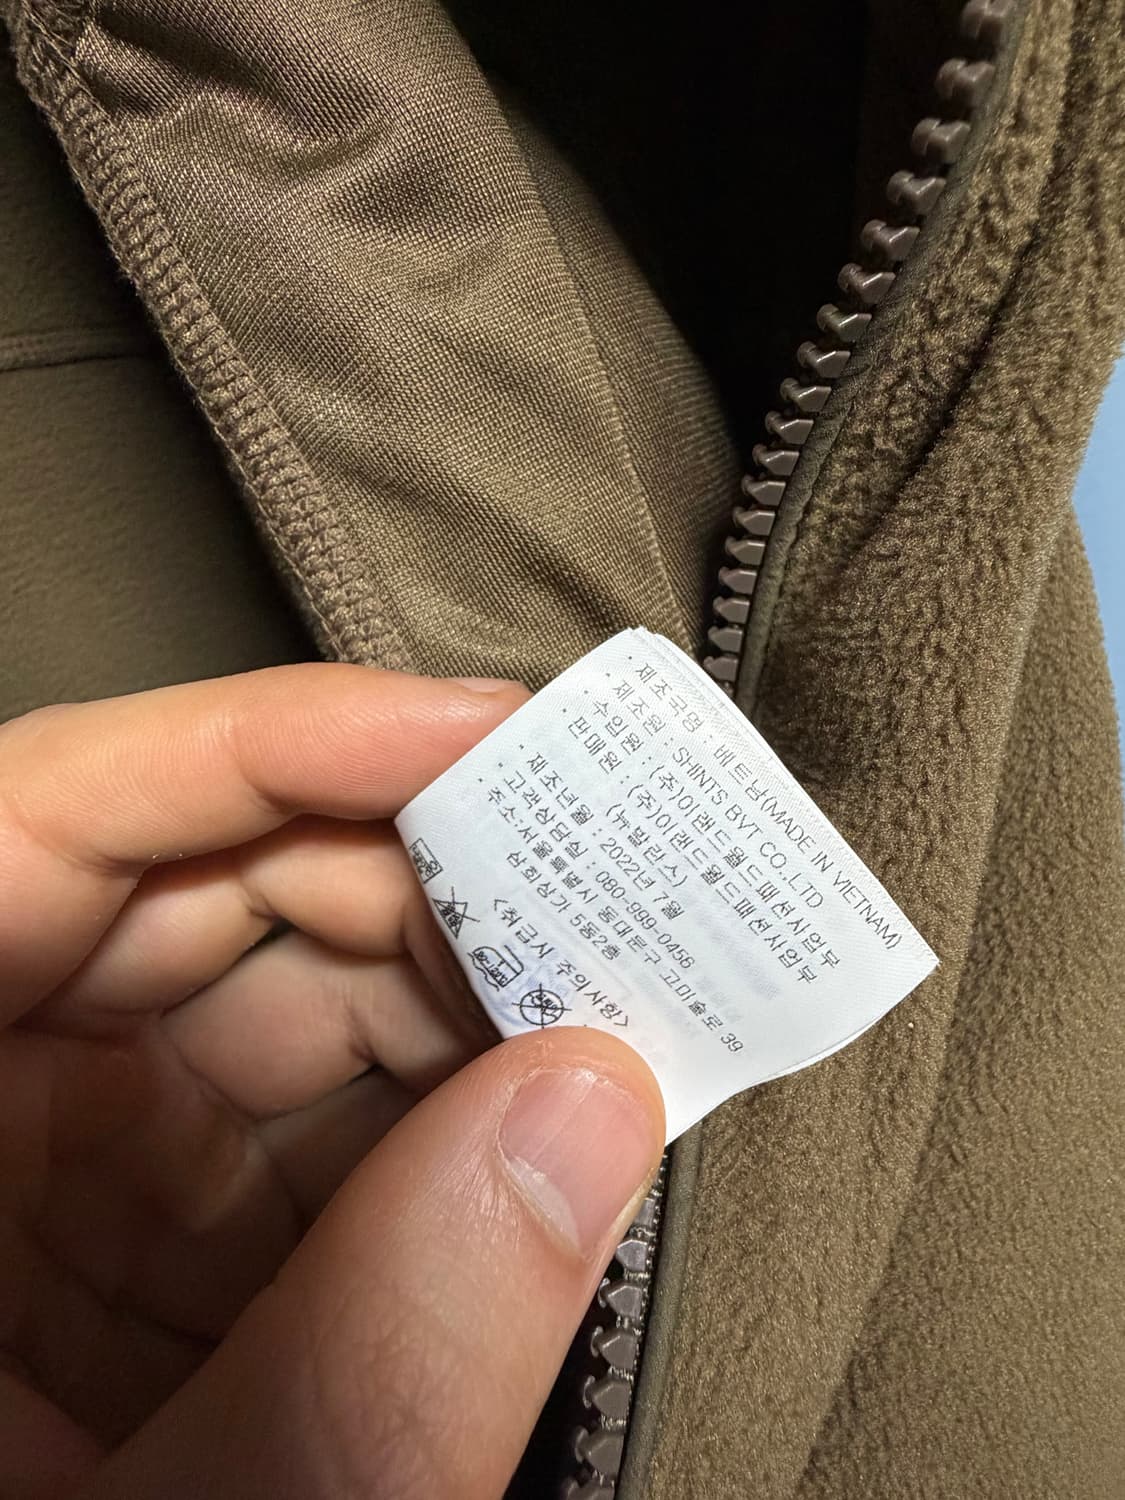 · 제조국명 : 베트남(MADE IN VIETNAM)
· 제조원 : SHINTS BVT CO.,LTD
수입원 : (주)이랜드월드패션사업부
· 판매원 : (주)이랜드월드패션사업부
(뉴발란스)
· 제조년월 : 2022년 7월
· 고객상담실 : 080-999-0456
· 주소:서울특별시 동대문구 고미술로 39
삼희상가 5동2층
<취급시 주의사항>